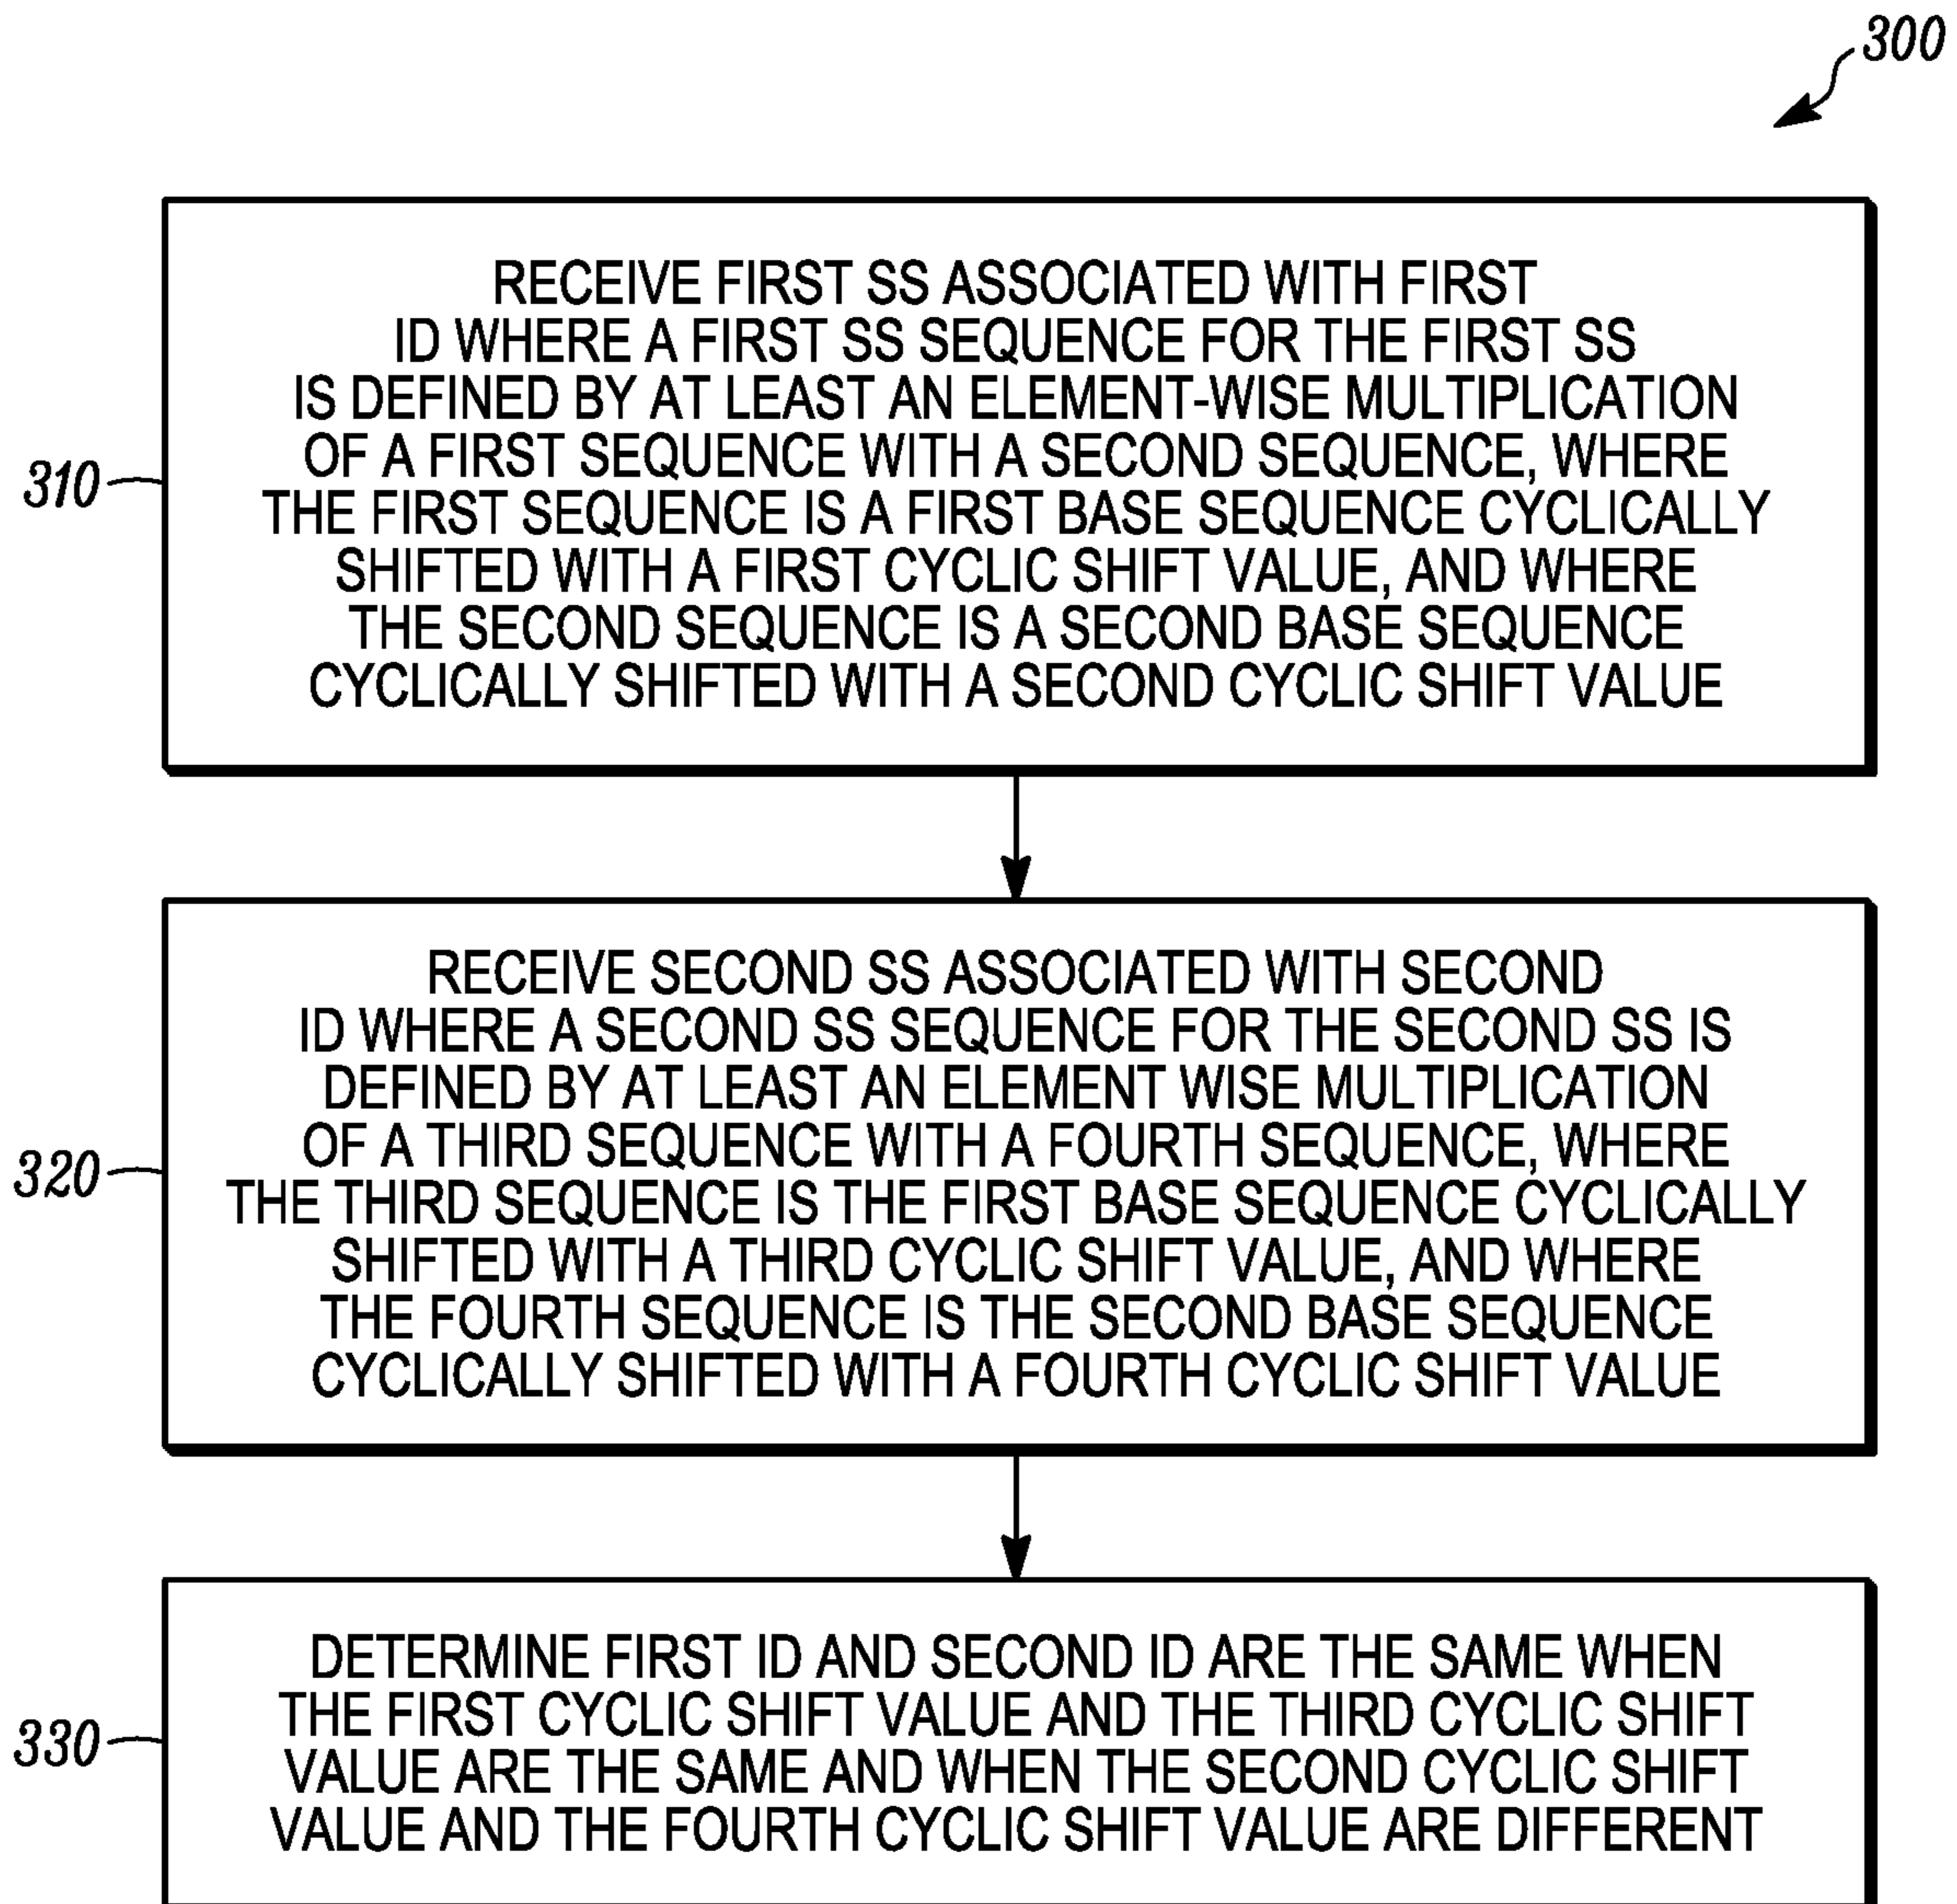 300
310
RECEIVE FIRST SS ASSOCIATED WITH FIRST
ID WHERE A FIRST SS SEQUENCE FOR THE FIRST SS
IS DEFINED BY AT LEAST AN ELEMENT-WISE MULTIPLICATION
OF A FIRST SEQUENCE WITH A SECOND SEQUENCE, WHERE
THE FIRST SEQUENCE IS A FIRST BASE SEQUENCE CYCLICALLY
SHIFTED WITH A FIRST CYCLIC SHIFT VALUE, AND WHERE
THE SECOND SEQUENCE IS A SECOND BASE SEQUENCE
CYCLICALLY SHIFTED WITH A SECOND CYCLIC SHIFT VALUE
320
RECEIVE SECOND SS ASSOCIATED WITH SECOND
ID WHERE A SECOND SS SEQUENCE FOR THE SECOND SS IS
DEFINED BY AT LEAST AN ELEMENT WISE MULTIPLICATION
OF A THIRD SEQUENCE WITH A FOURTH SEQUENCE, WHERE
THE THIRD SEQUENCE IS THE FIRST BASE SEQUENCE CYCLICALLY
SHIFTED WITH A THIRD CYCLIC SHIFT VALUE, AND WHERE
THE FOURTH SEQUENCE IS THE SECOND BASE SEQUENCE
CYCLICALLY SHIFTED WITH A FOURTH CYCLIC SHIFT VALUE
330
DETERMINE FIRST ID AND SECOND ID ARE THE SAME WHEN
THE FIRST CYCLIC SHIFT VALUE AND THE THIRD CYCLIC SHIFT
VALUE ARE THE SAME AND WHEN THE SECOND CYCLIC SHIFT
VALUE AND THE FOURTH CYCLIC SHIFT VALUE ARE DIFFERENT